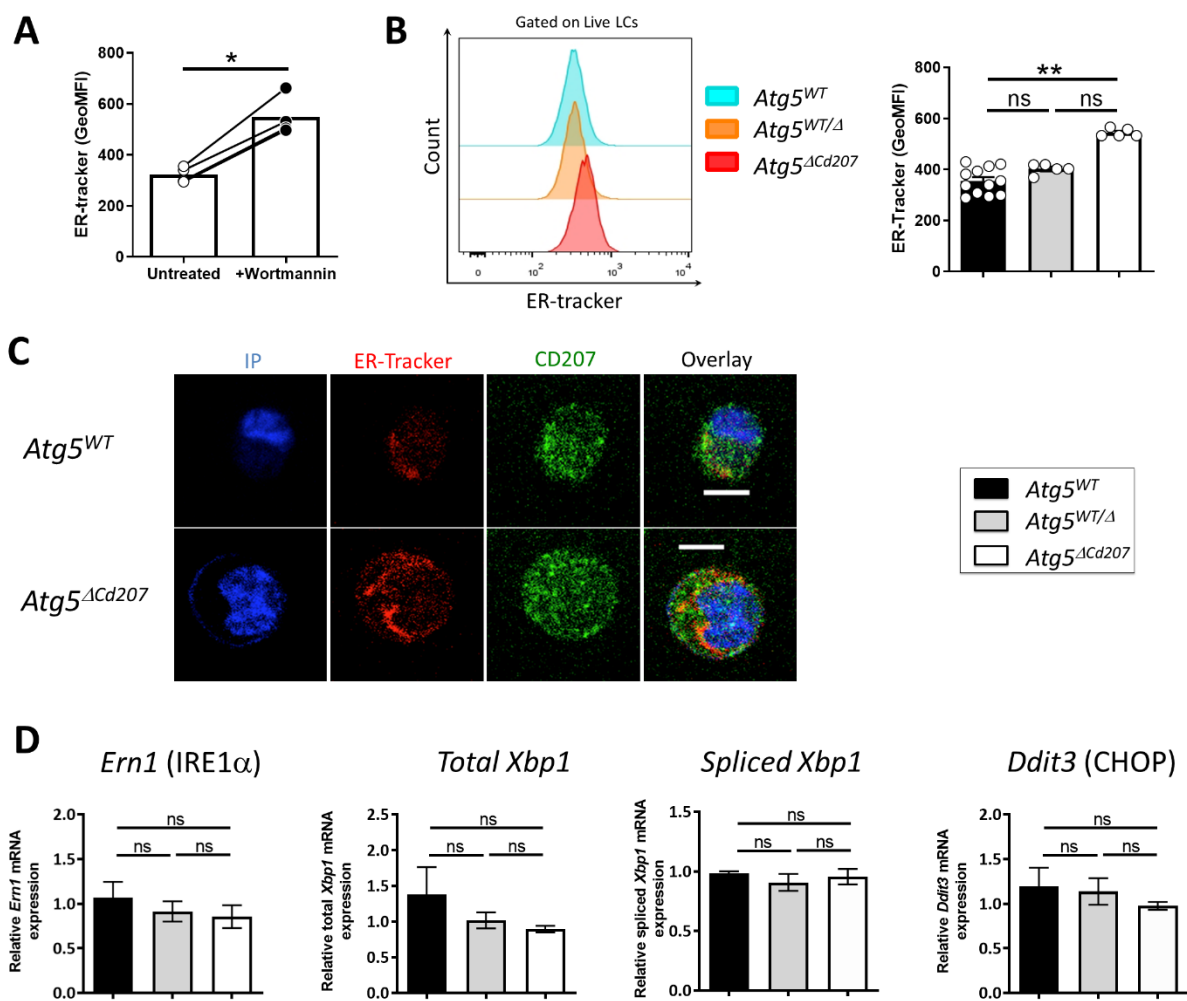 A
800
600
400
200
0
ER-tracker (GeoMFI)
*
Untreated
+Wortmannin
B
Gated on Live LCs
Count
0
10^2
10^3
10^4
ER-tracker
Atg5^WT
Atg5^WT/Δ
Atg5^ΔCd207
800
600
400
200
0
ER-Tracker (GeoMFI)
**
ns
ns
C
IP
ER-Tracker
CD207
Overlay
Atg5^WT
Atg5^ΔCd207
Atg5^WT
Atg5^WT/Δ
Atg5^ΔCd207
D
Ern1 (IRE1α)
Relative Ern1 mRNA
expression
2.0
1.5
1.0
0.5
0.0
ns
ns
ns
Total Xbp1
Relative total Xbp1 mRNA
expression
2.5
2.0
1.5
1.0
0.5
0.0
ns
ns
ns
Spliced Xbp1
Relative spliced Xbp1 mRNA
expression
1.5
1.0
0.5
0.0
ns
ns
ns
Ddit3 (CHOP)
Relative Ddit3 mRNA
expression
2.0
1.5
1.0
0.5
0.0
ns
ns
ns